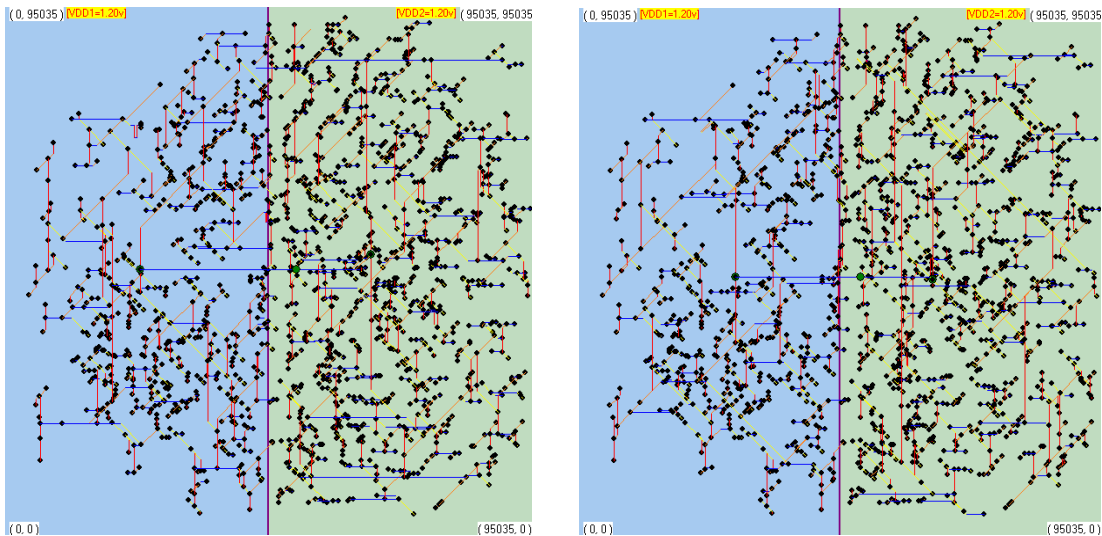 ( 0, 95035 ) [VDD1=1.20v] [VDD2=1.20v] ( 95035, 95035
( 0, 95035 ) [VDD1=1.20v] [VDD2=1.20v] ( 95035, 95035
( 0, 0 ) ( 95035, 0 )
( 0, 0 ) ( 95035, 0 )